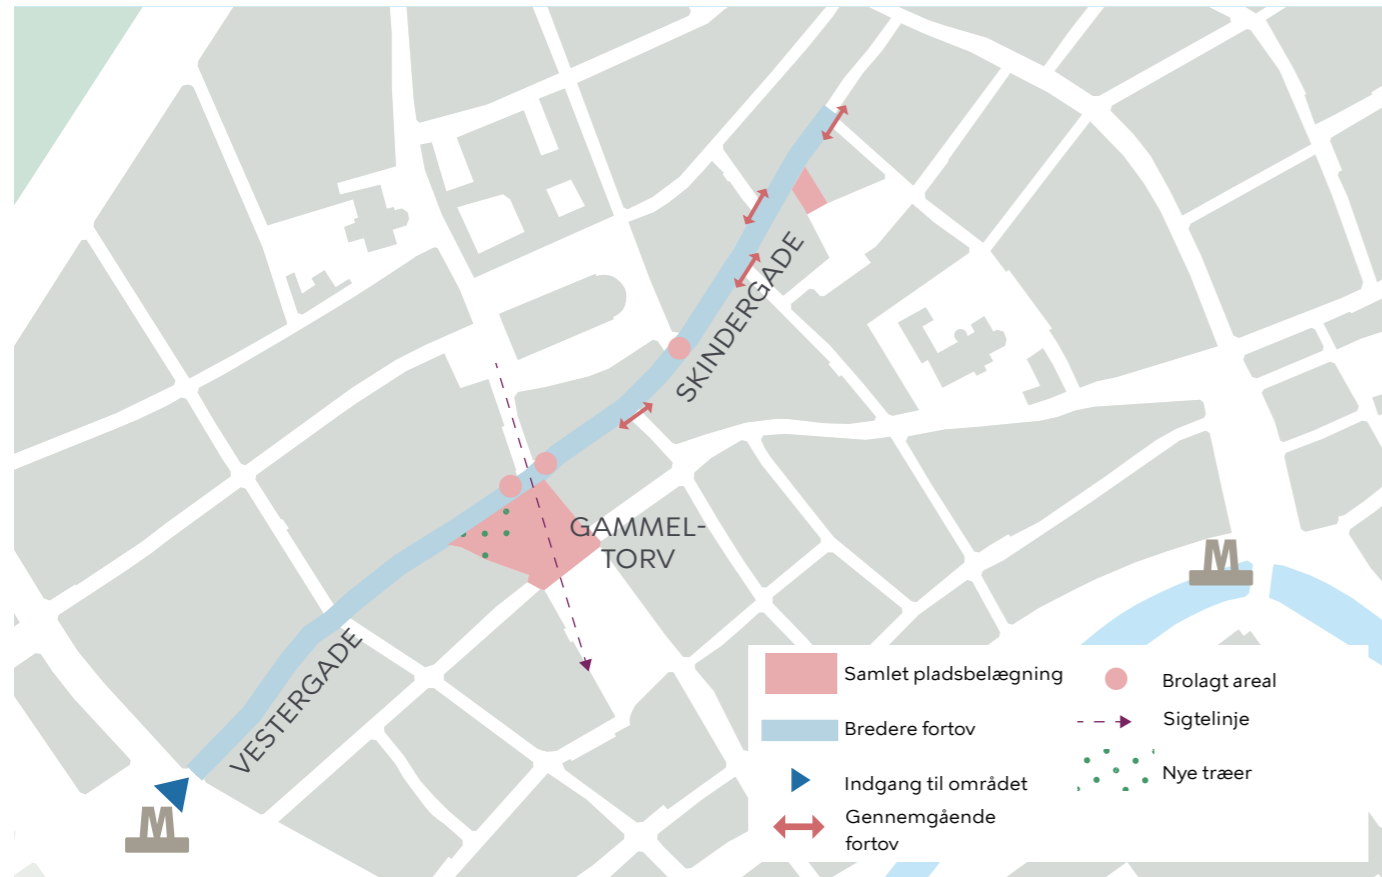 SKINDERGADE
GAMMEL-
TORV
VESTERGADE
M
M
Samlet pladsbelægning
Bredere fortov
Indgang til området
Gennemgående
fortov
Brolagt areal
Sigtelinje
Nye træer